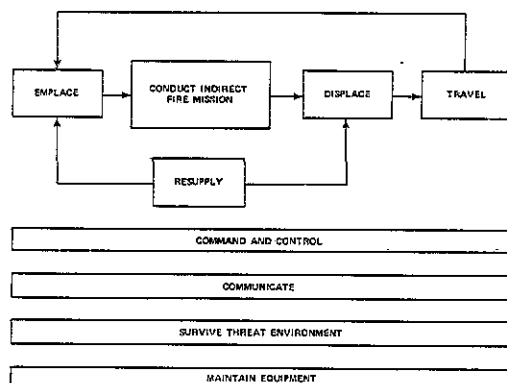 EMPLACE
CONDUCT INDIRECT
FIRE MISSION
DISPLACE
TRAVEL
RESUPPLY
COMMAND AND CONTROL
COMMUNICATE
SURVIVE THREAT ENVIRONMENT
MAINTAIN EQUIPMENT